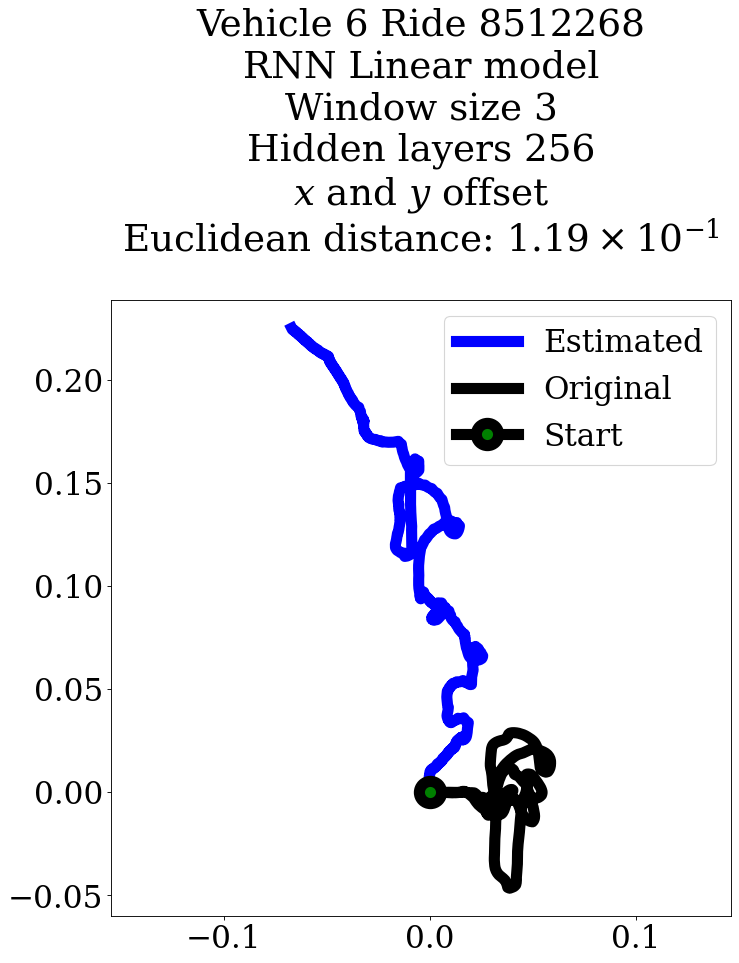 Vehicle 6 Ride 8512268
RNN Linear model
Window size 3
Hidden layers 256
x and y offset
Euclidean distance: 1.19 × 10⁻¹
Estimated
Original
Start
0.20
0.15
0.10
0.05
0.00
−0.05
−0.1
0.0
0.1